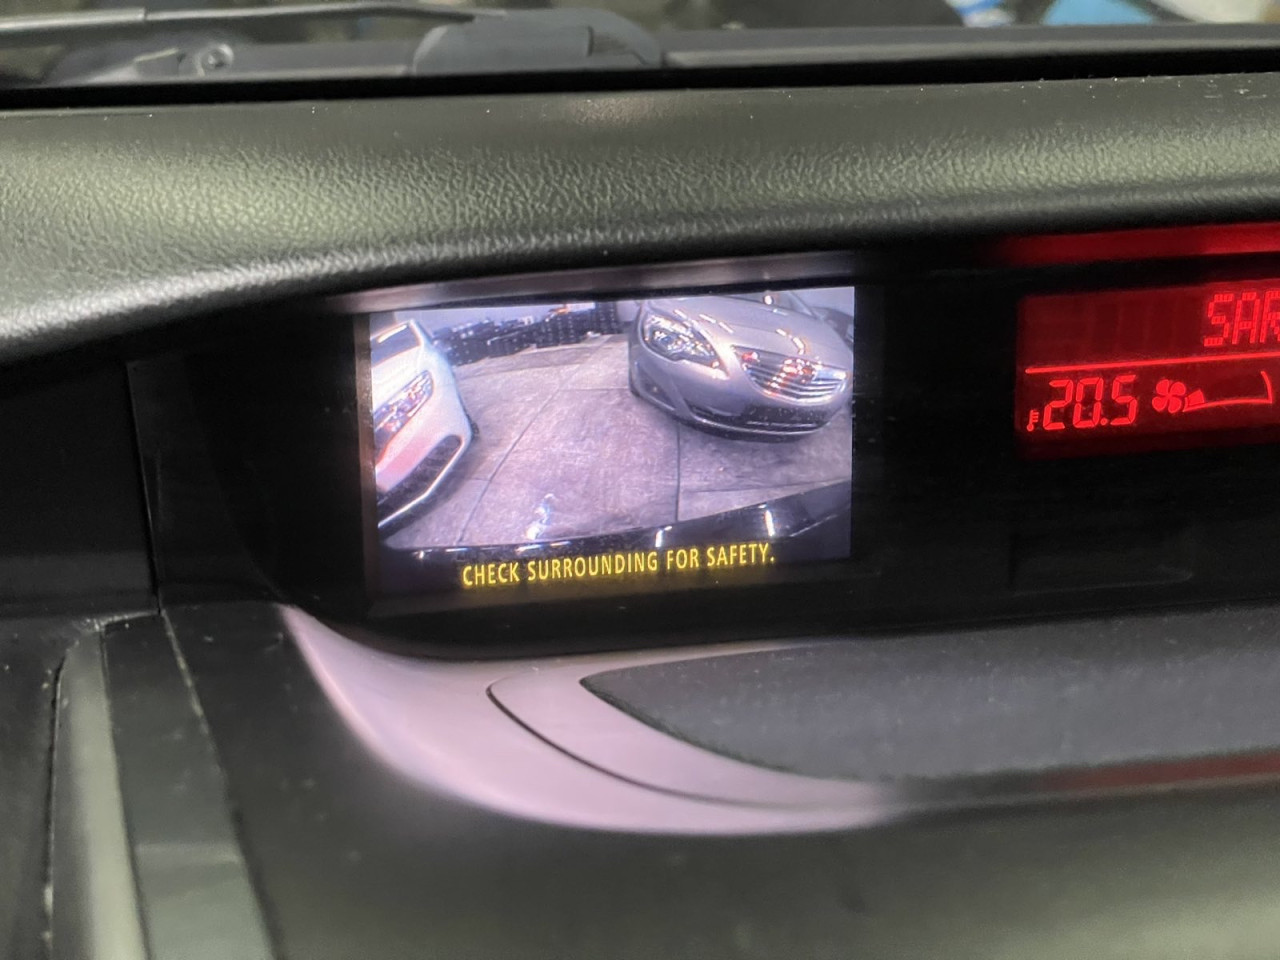 CHECK SURROUNDING FOR SAFETY.
20.5